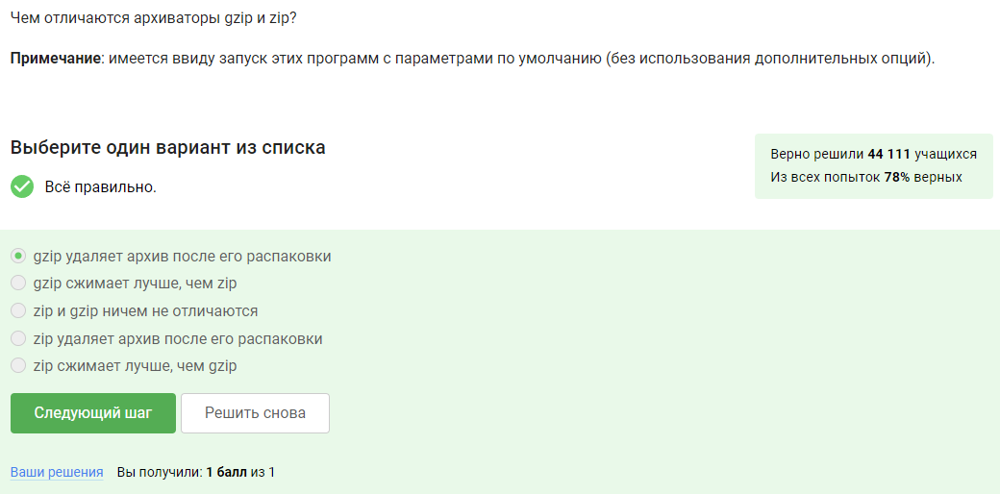 Чем отличаются архиваторы gzip и zip?
Примечание: имеется ввиду запуск этих программ с параметрами по умолчанию (без использования дополнительных опций).
Выберите один вариант из списка
Верно решили 44 111 учащихся
Из всех попыток 78% верных
Всё правильно.
gzip удаляет архив после его распаковки
gzip сжимает лучше, чем zip
zip и gzip ничем не отличаются
zip удаляет архив после его распаковки
zip сжимает лучше, чем gzip
Следующий шаг
Решить снова
Ваши решения Вы получили: 1 балл из 1